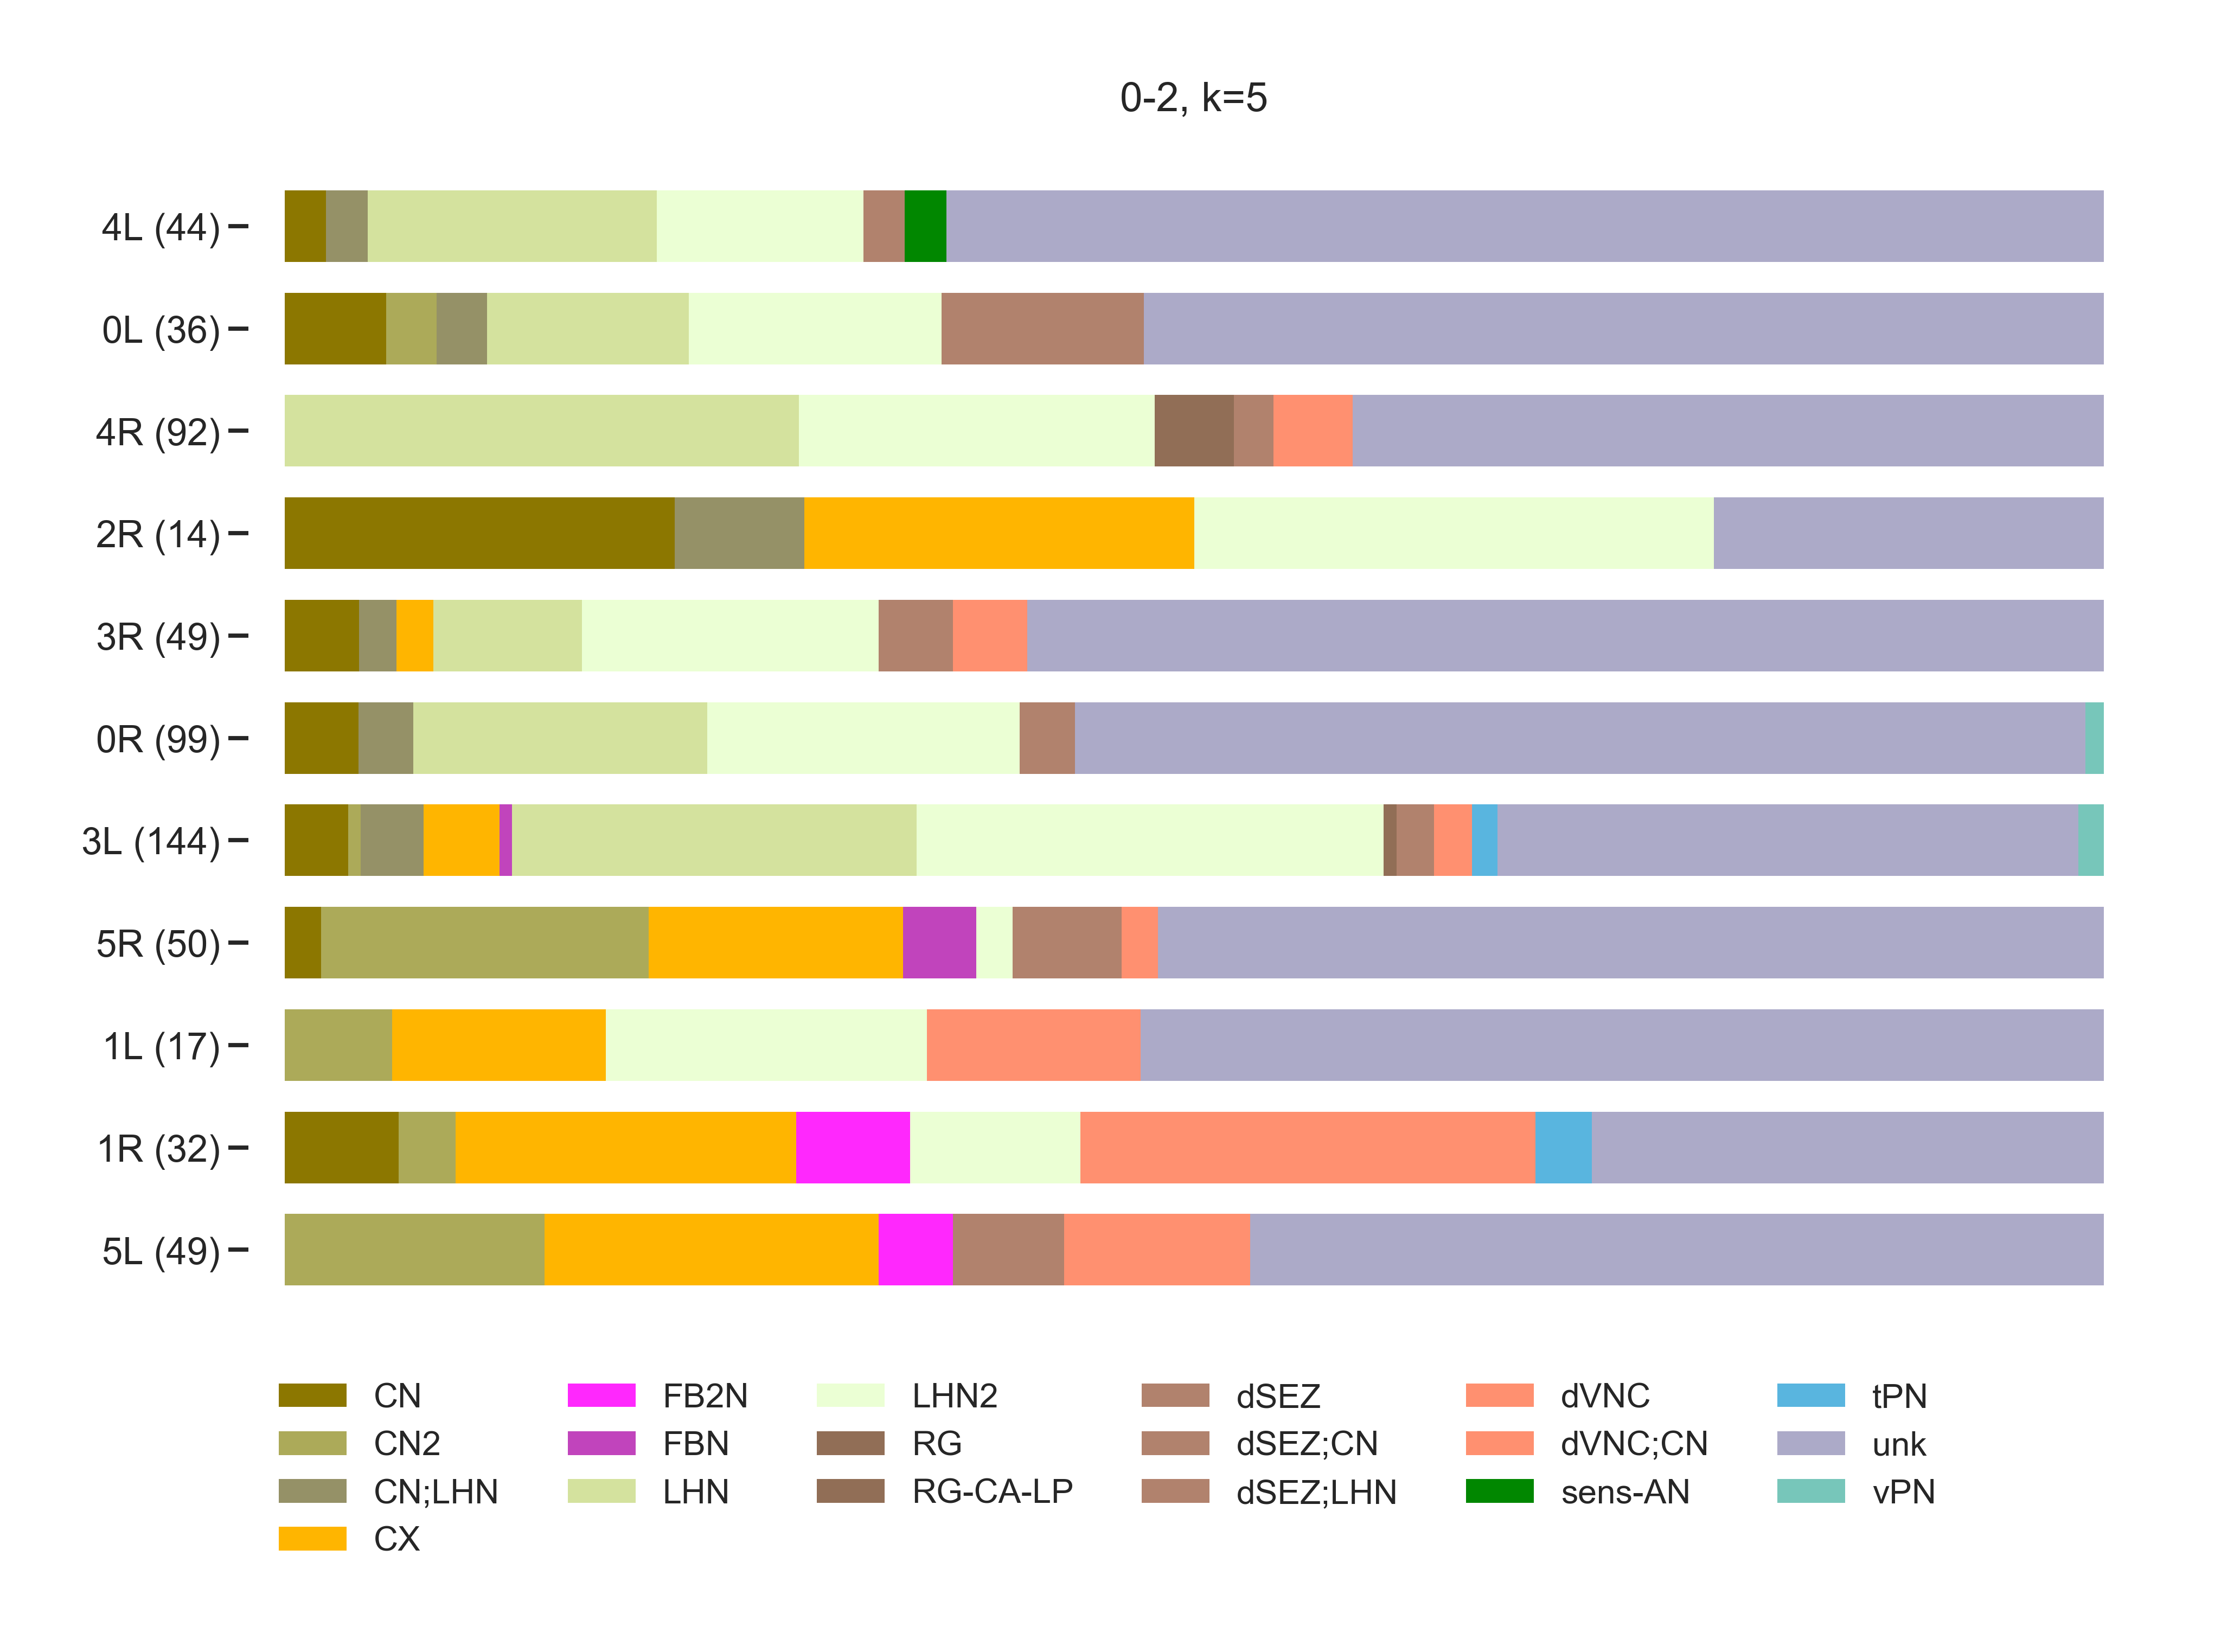 0-2, k=5
4L (44)
0L (36)
4R (92)
2R (14)
3R (49)
0R (99)
3L (144)
5R (50)
1L (17)
1R (32)
5L (49)
CN FB2N LHN2 dSEZ dVNC tPN
CN2 FBN RG dSEZ;CN dVNC;CN unk
CN;LHN LHN RG-CA-LP dSEZ;LHN sens-AN vPN
CX